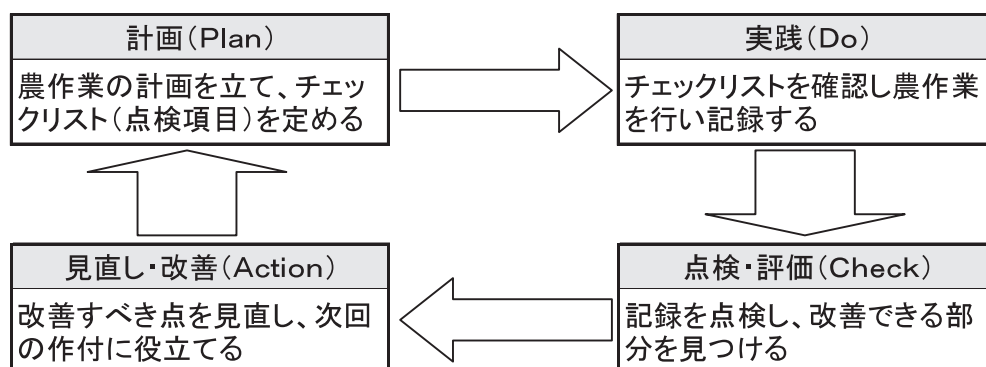 計画(Plan)
農作業の計画を立て、チェッ
クリスト(点検項目)を定める
実践(Do)
チェックリストを確認し農作業
を行い記録する
見直し・改善(Action)
改善すべき点を見直し、次回
の作付に役立てる
点検・評価(Check)
記録を点検し、改善できる部
分を見つける